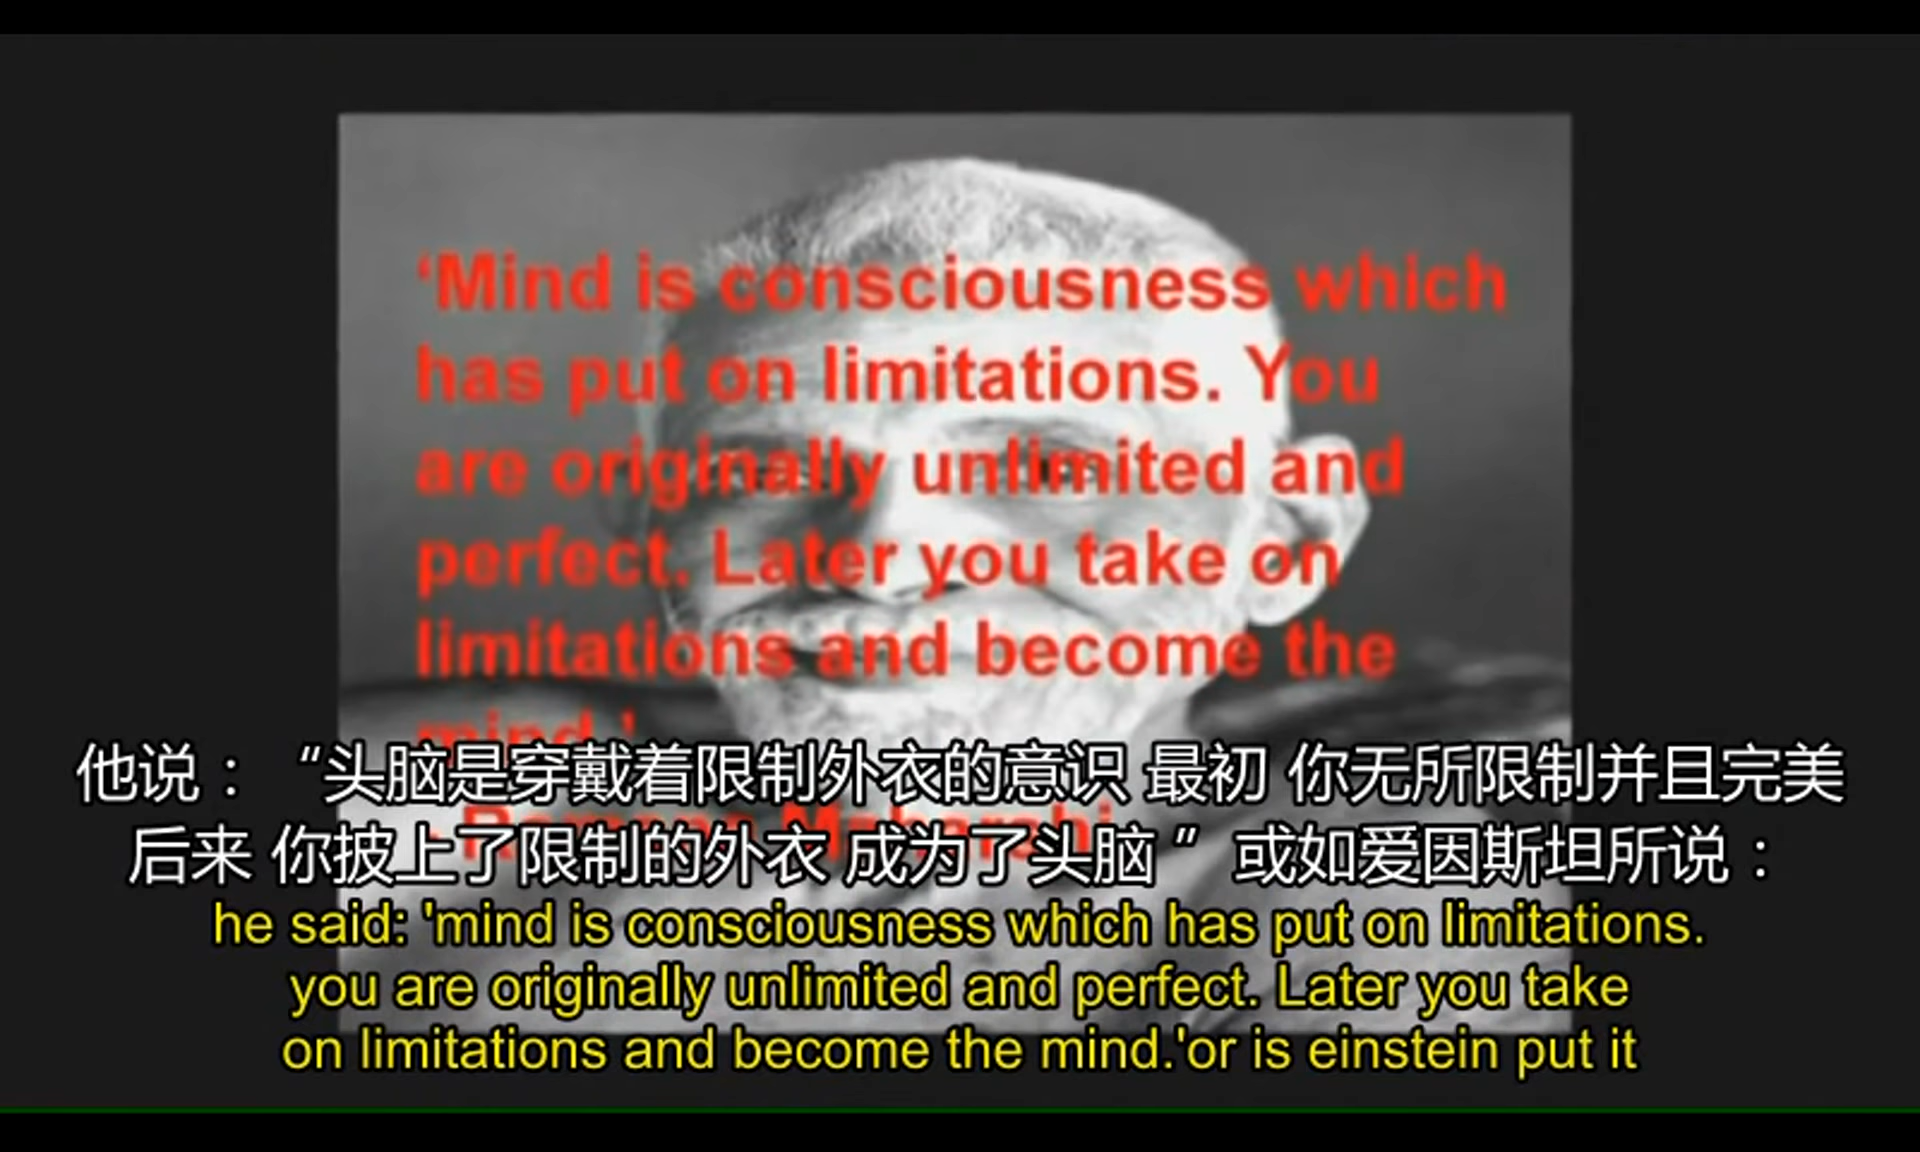 ‘Mind is consciousness which
has put on limitations. You
are originally unlimited and
perfect. Later you take on
limitations and become the
mind.'
- Ramana Maharshi
他说：“头脑是穿戴着限制外衣的意识 最初 你无所限制并且完美
后来 你披上了限制的外衣 成为了头脑 ”或如爱因斯坦所说：
he said: 'mind is consciousness which has put on limitations.
you are originally unlimited and perfect. Later you take
on limitations and become the mind.'or is einstein put it